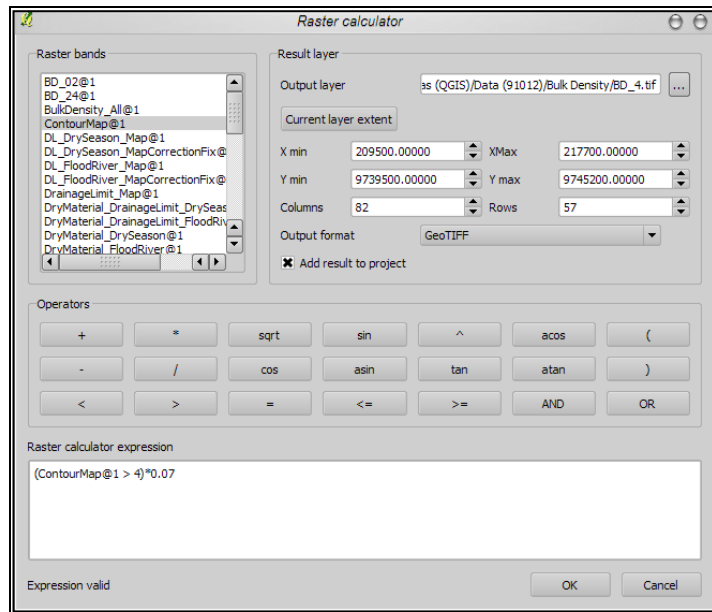 Raster calculator
Raster bands
BD_02@1
BD_24@1
BulkDensity_All@1
ContourMap@1
DL_DrySeason_Map@1
DL_DrySeason_MapCorrectionFix@
DL_FloodRiver_Map@1
DL_FloodRiver_MapCorrectionFix@
DrainageLimit_Map@1
DryMaterial_DrainageLimit_DrySeas
DryMaterial_DrainageLimit_FloodRiv
DryMaterial_DrySeason@1
DryMaterial_FloodRiver@1
Result layer
Output layer as (QGIS)/Data (91012)/Bulk Density/BD_4.tif ...
Current layer extent
X min 209500.00000 XMax 217700.00000
Y min 9739500.00000 Y max 9745200.00000
Columns 82 Rows 57
Output format GeoTIFF
Add result to project
Operators
+ * sqrt sin ^ acos (
- / cos asin tan atan )
< > = <= >= AND OR
Raster calculator expression
(ContourMap@1 > 4)*0.07
Expression valid OK Cancel